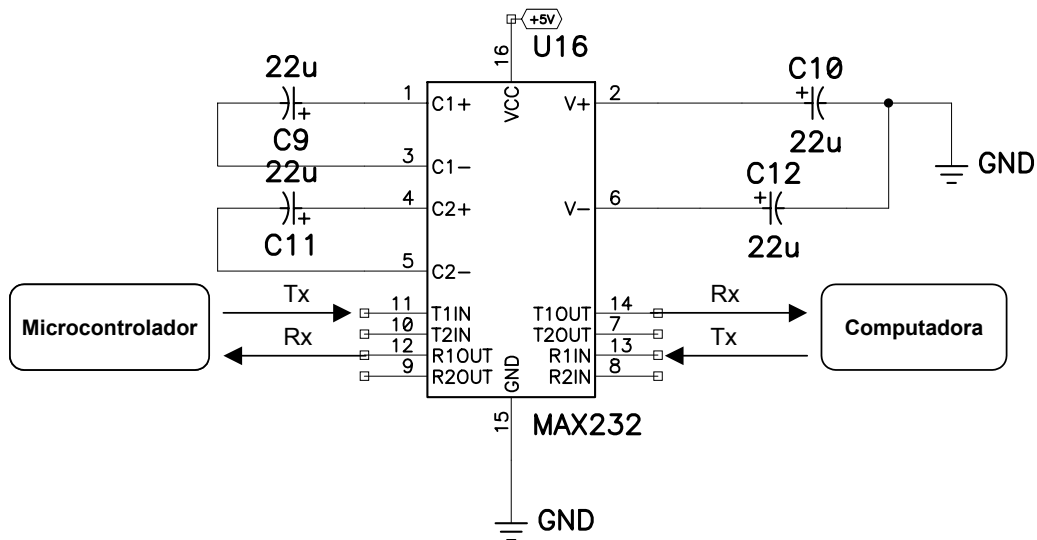 +5V
U16
16
VCC
22u
+
C9
1
C1+
3
C1-
22u
+
C11
4
C2+
5
C2-
V+
2
C10
+
22u
GND
V-
6
C12
+
22u
Microcontrolador
Tx
Rx
11
T1IN
10
T2IN
12
R1OUT
9
R2OUT
T1OUT
14
T2OUT
7
R1IN
13
R2IN
8
Rx
Tx
Computadora
GND
15
MAX232
GND